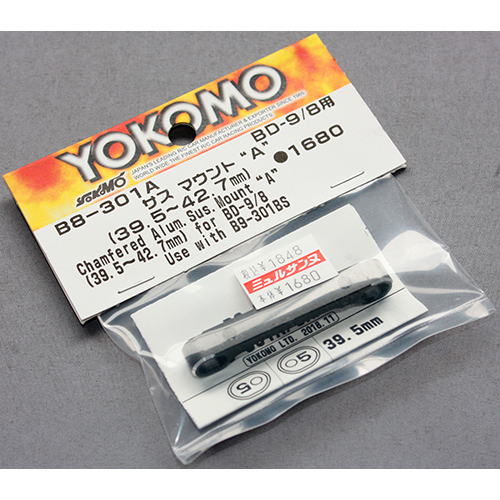 YOKOMO
JAPAN'S LEADING R/C CAR MANUFACTURER & EXPORTER SINCE 1965
WORLD WIDE THE FINEST R/C CAR RACING PRODUCTS
YOKOMO
B8-301A BD-9/8用
サス マウント “A” ●1680
(39.5~42.7mm)
Chamfered Alum. Sus. Mount “A”
(39.5~42.7mm) for BD-9/8
Use with B9-301BS
税込¥1848
ミュルサンヌ
本体¥1680
(YOKOMO LTD. 2018.11)
05 05 39.5mm